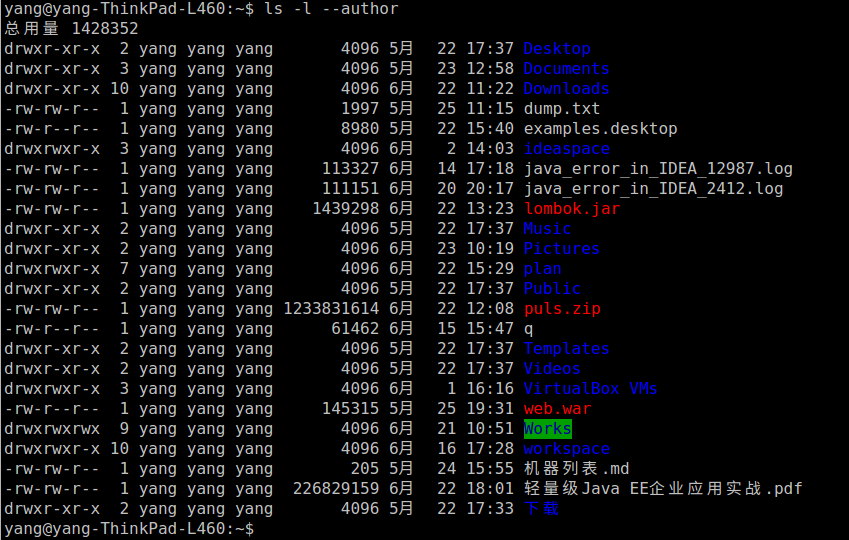 yang@yang-ThinkPad-L460:~$ ls -l --author
总用量 1428352
drwxr-xr-x  2 yang yang yang       4096 5月  22 17:37 Desktop
drwxr-xr-x  3 yang yang yang       4096 5月  23 12:58 Documents
drwxr-xr-x 10 yang yang yang       4096 6月  22 11:22 Downloads
-rw-rw-r--  1 yang yang yang       1997 5月  25 11:15 dump.txt
-rw-r--r--  1 yang yang yang       8980 5月  22 15:40 examples.desktop
drwxrwxr-x  3 yang yang yang       4096 6月   2 14:03 ideaspace
-rw-rw-r--  1 yang yang yang     113327 6月  14 17:18 java_error_in_IDEA_12987.log
-rw-rw-r--  1 yang yang yang     111151 6月  20 20:17 java_error_in_IDEA_2412.log
-rw-rw-r--  1 yang yang yang    1439298 6月  22 13:23 lombok.jar
drwxr-xr-x  2 yang yang yang       4096 5月  22 17:37 Music
drwxr-xr-x  2 yang yang yang       4096 6月  23 10:19 Pictures
drwxrwxr-x  7 yang yang yang       4096 6月  22 15:29 plan
drwxr-xr-x  2 yang yang yang       4096 5月  22 17:37 Public
-rw-rw-r--  1 yang yang yang 1233831614 6月  22 12:08 puls.zip
-rw-r--r--  1 yang yang yang      61462 6月  15 15:47 q
drwxr-xr-x  2 yang yang yang       4096 5月  22 17:37 Templates
drwxr-xr-x  2 yang yang yang       4096 5月  22 17:37 Videos
drwxrwxr-x  3 yang yang yang       4096 6月   1 16:16 VirtualBox VMs
-rw-r--r--  1 yang yang yang     145315 5月  25 19:31 web.war
drwxrwxrwx  9 yang yang yang       4096 6月  21 10:51 Works
drwxrwxr-x 10 yang yang yang       4096 6月  16 17:28 workspace
-rw-rw-r--  1 yang yang yang        205 5月  24 15:55 机器列表.md
-rw-rw-r--  1 yang yang yang  226829159 6月  22 18:01 轻量级Java EE企业应用实战.pdf
drwxr-xr-x  2 yang yang yang       4096 5月  22 17:33 下载
yang@yang-ThinkPad-L460:~$